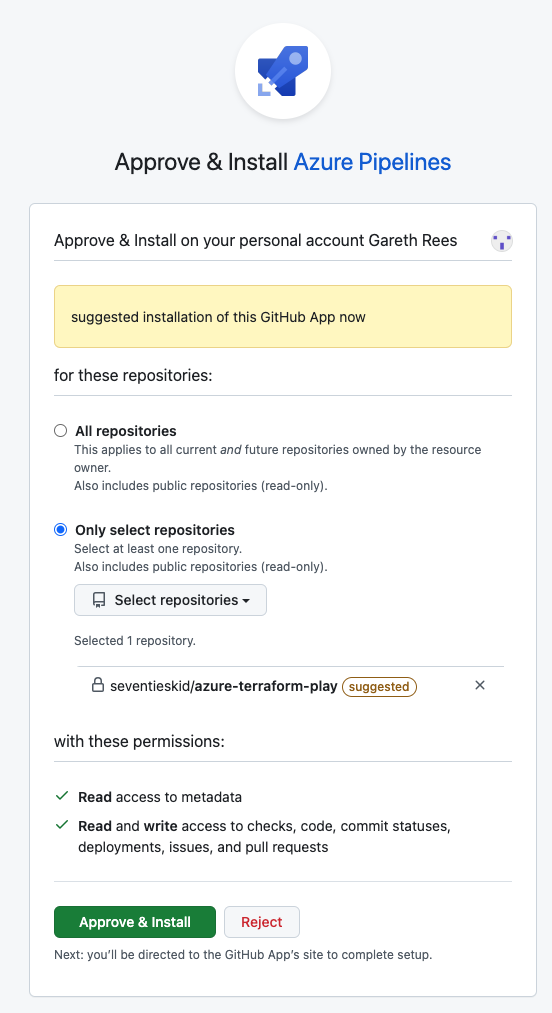 Approve & Install Azure Pipelines
Approve & Install on your personal account Gareth Rees
suggested installation of this GitHub App now
for these repositories:
All repositories
This applies to all current and future repositories owned by the resource
owner.
Also includes public repositories (read-only).
Only select repositories
Select at least one repository.
Also includes public repositories (read-only).
Select repositories
Selected 1 repository.
seventieskid/azure-terraform-play suggested
with these permissions:
Read access to metadata
Read and write access to checks, code, commit statuses,
deployments, issues, and pull requests
Approve & Install Reject
Next: you'll be directed to the GitHub App's site to complete setup.